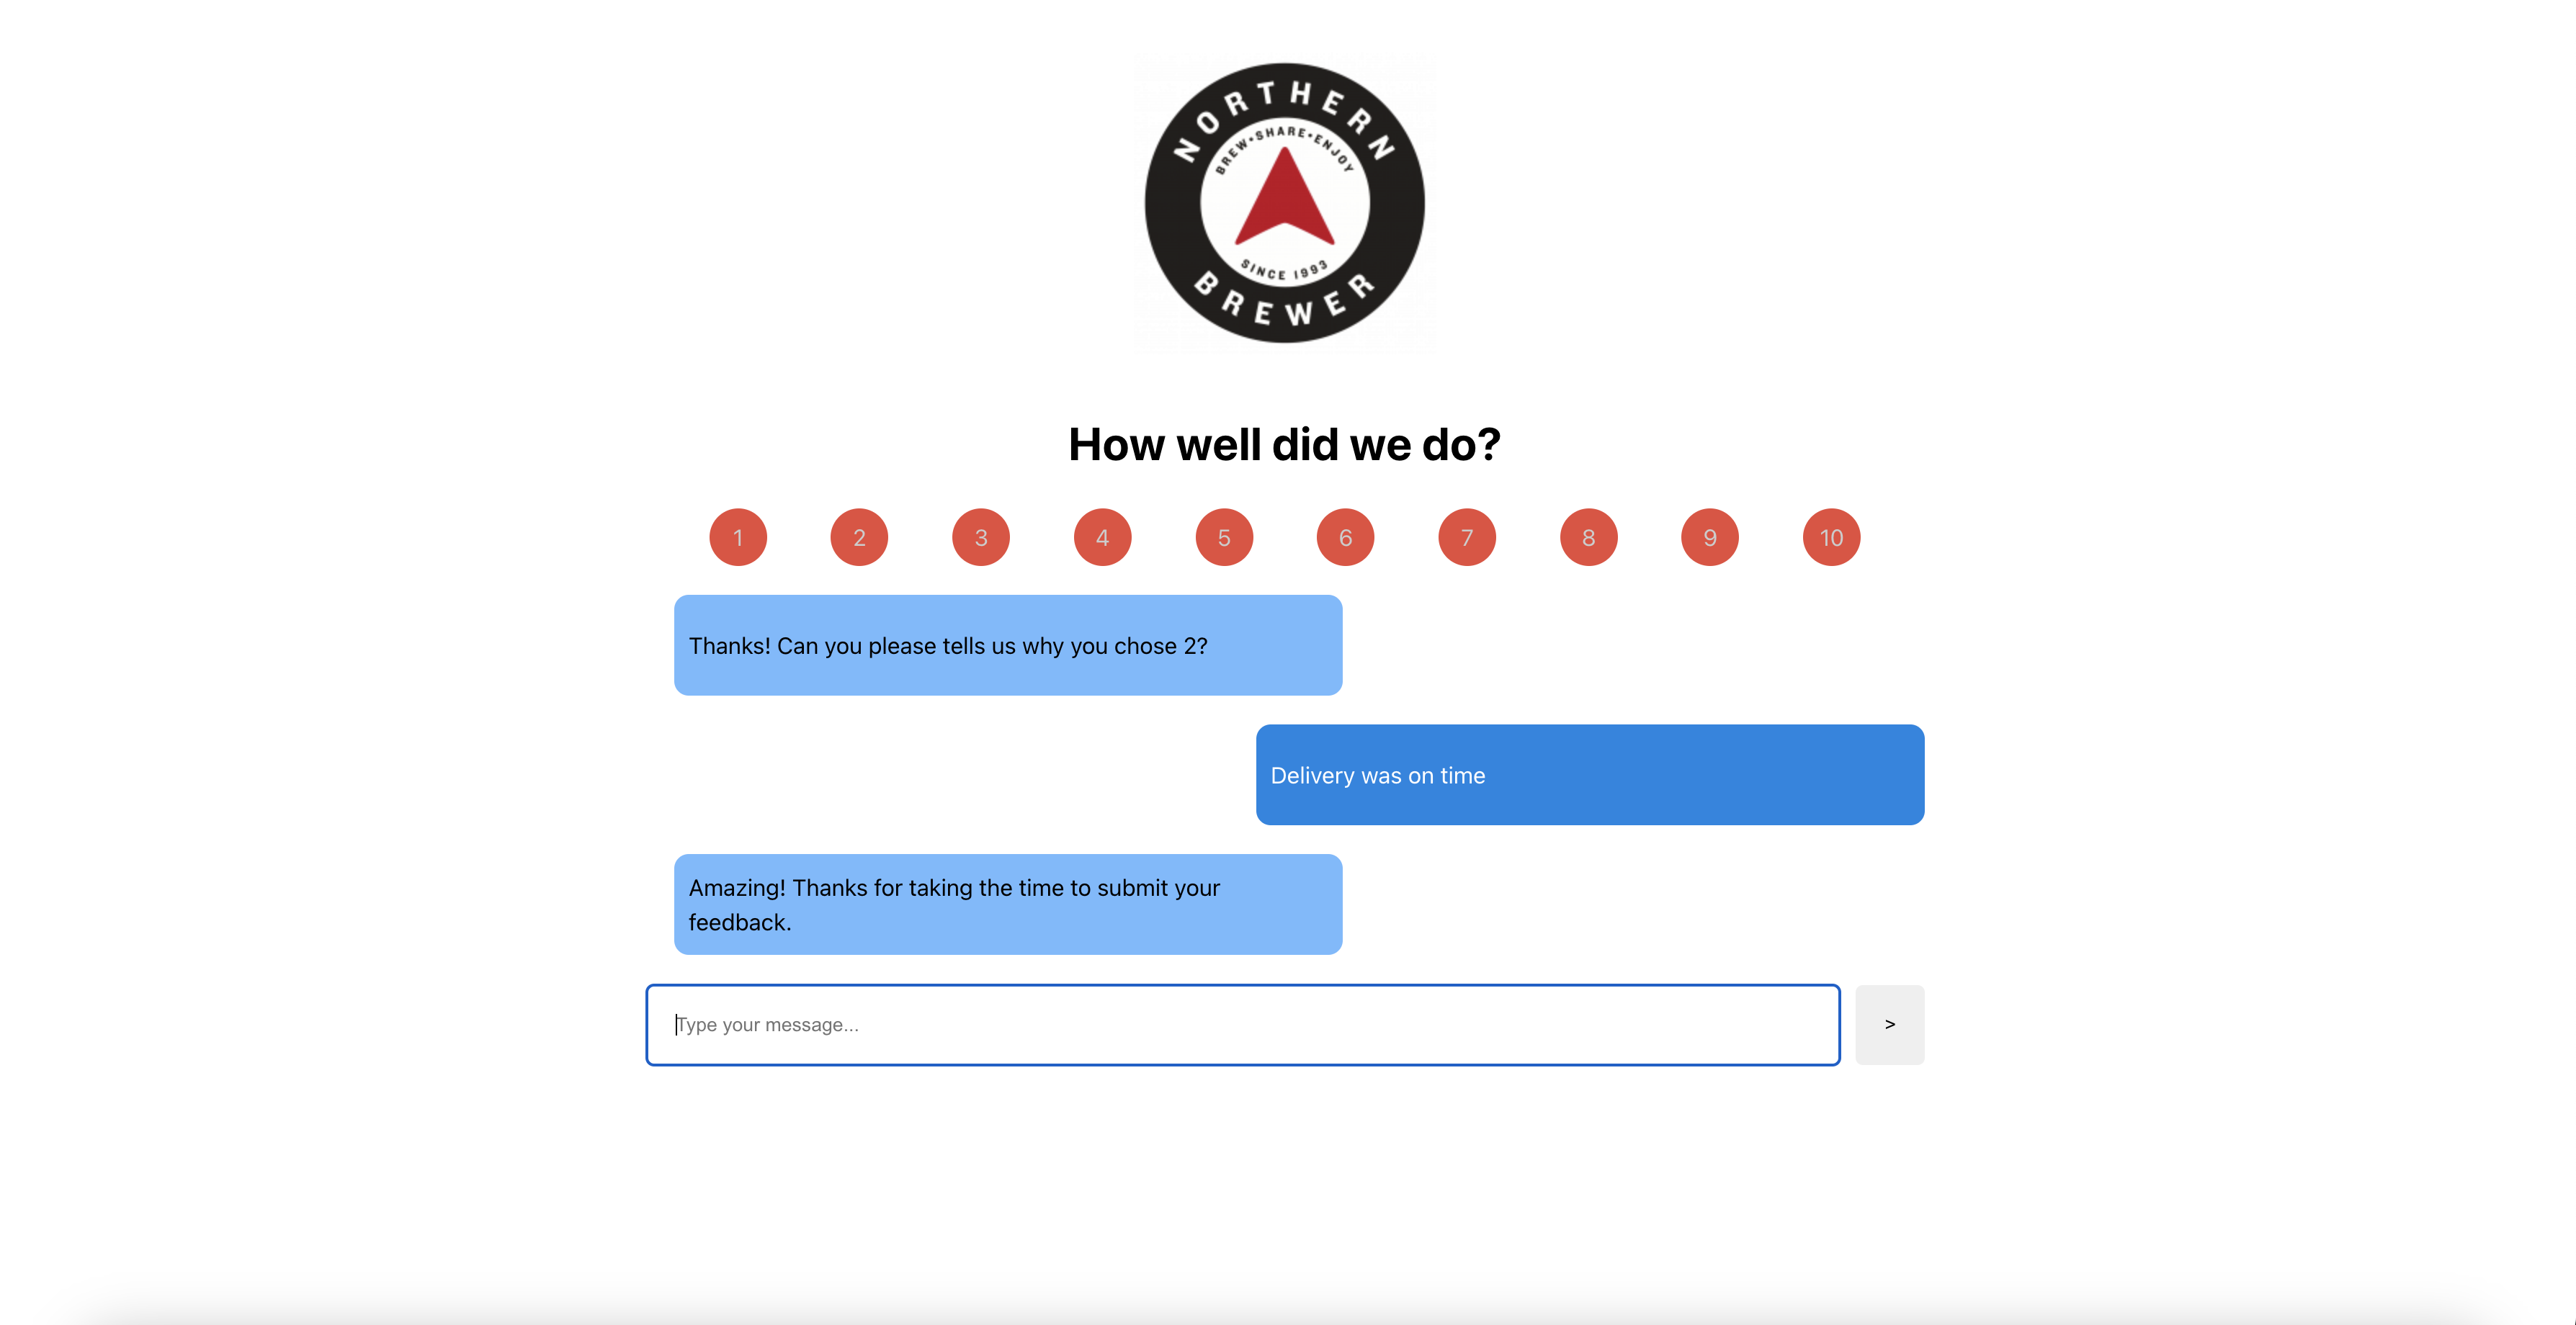 NORTHERN
BREW•SHARE•ENJOY
SINCE 1993
BREWER
How well did we do?
1 2 3 4 5 6 7 8 9 10
Thanks! Can you please tells us why you chose 2?
Delivery was on time
Amazing! Thanks for taking the time to submit your
feedback.
Type your message...
>